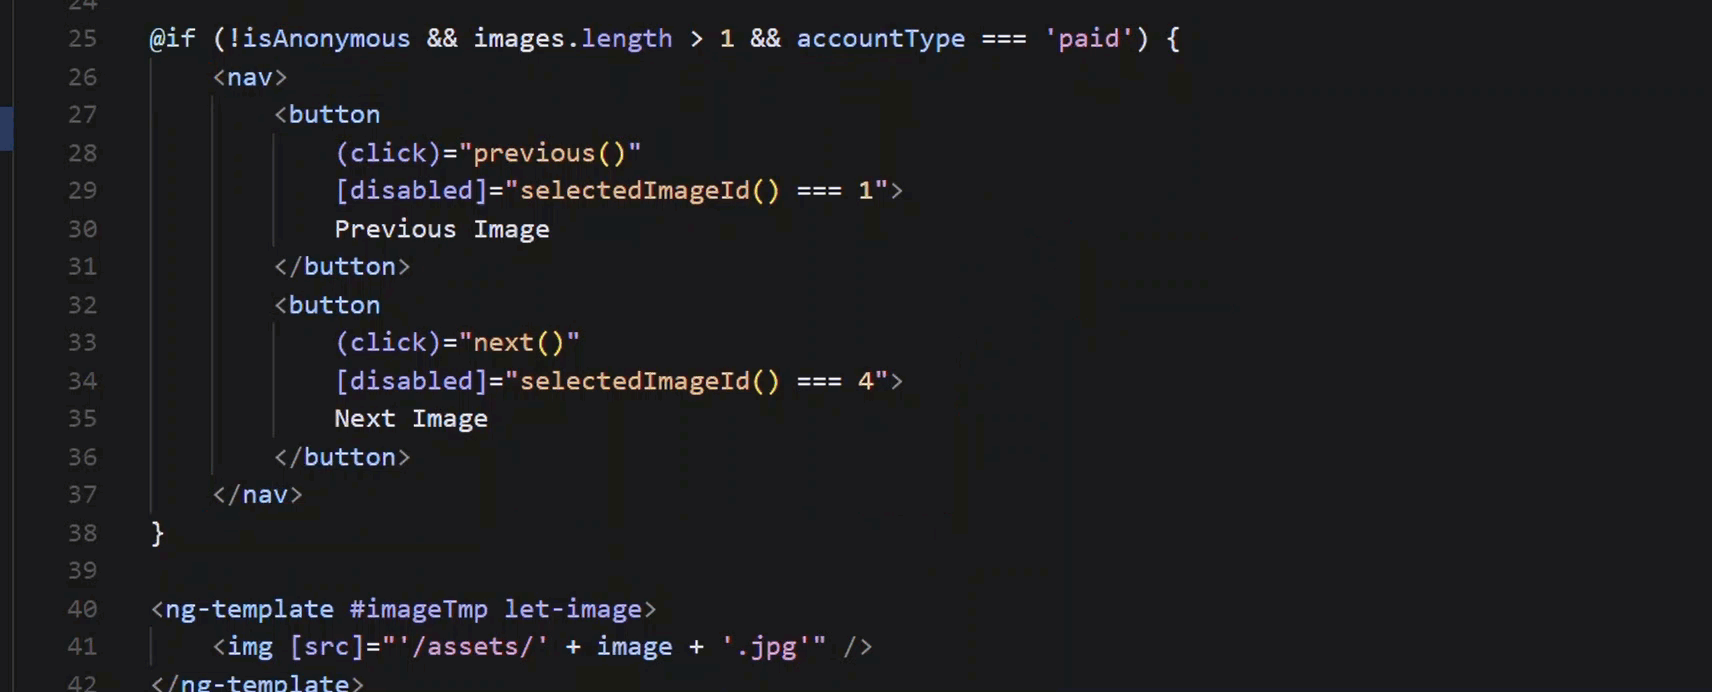 24
25 @if (!isAnonymous && images.length > 1 && accountType === 'paid') {
26 <nav>
27 <button
28 (click)="previous()"
29 [disabled]="selectedImageId() === 1">
30 Previous Image
31 </button>
32 <button
33 (click)="next()"
34 [disabled]="selectedImageId() === 4">
35 Next Image
36 </button>
37 </nav>
38 }
39
40 <ng-template #imageTmp let-image>
41 <img [src]="'/assets/' + image + '.jpg'" />
42 </ng-template>